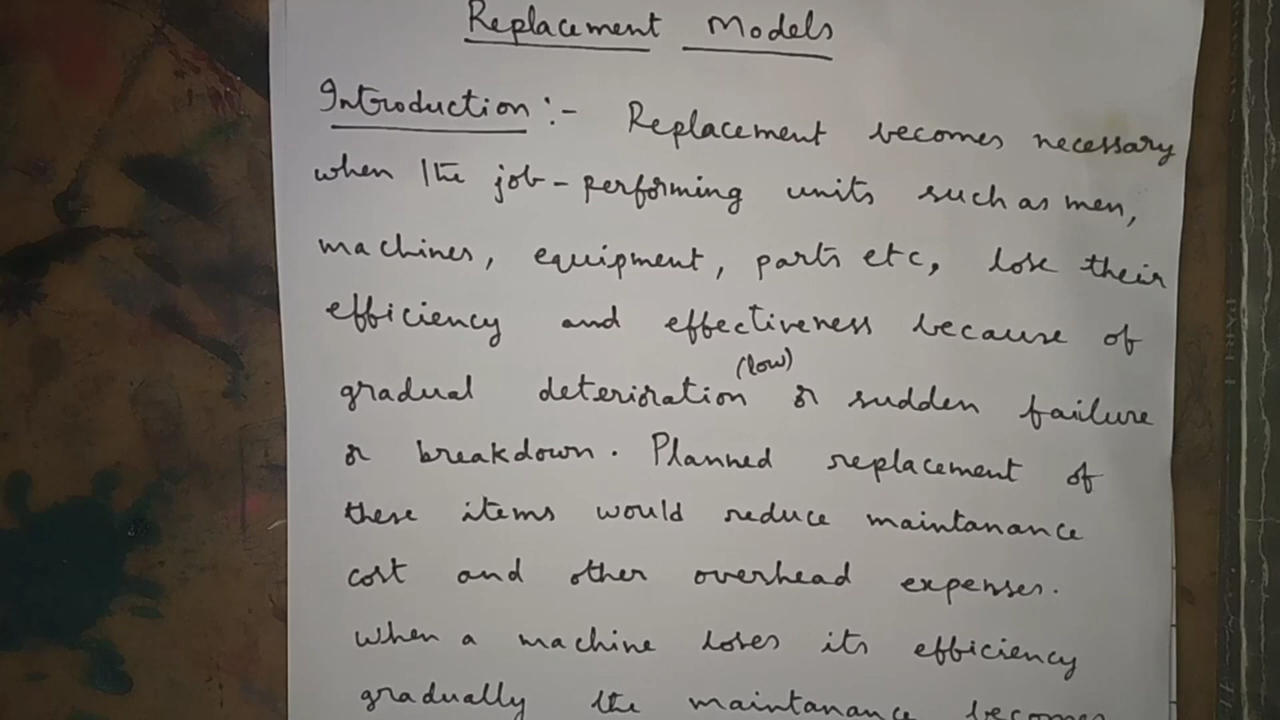 Replacement Models
Introduction :- Replacement becomes necessary
when the job-performing units such as men,
machines, equipment, parts etc, lose their
efficiency and effectiveness because of
(low)
gradual deterioration or sudden failure
or breakdown. Planned replacement of
these items would reduce maintanance
cost and other overhead expenses.
When a machine loses its efficiency
gradually the maintanance becomes